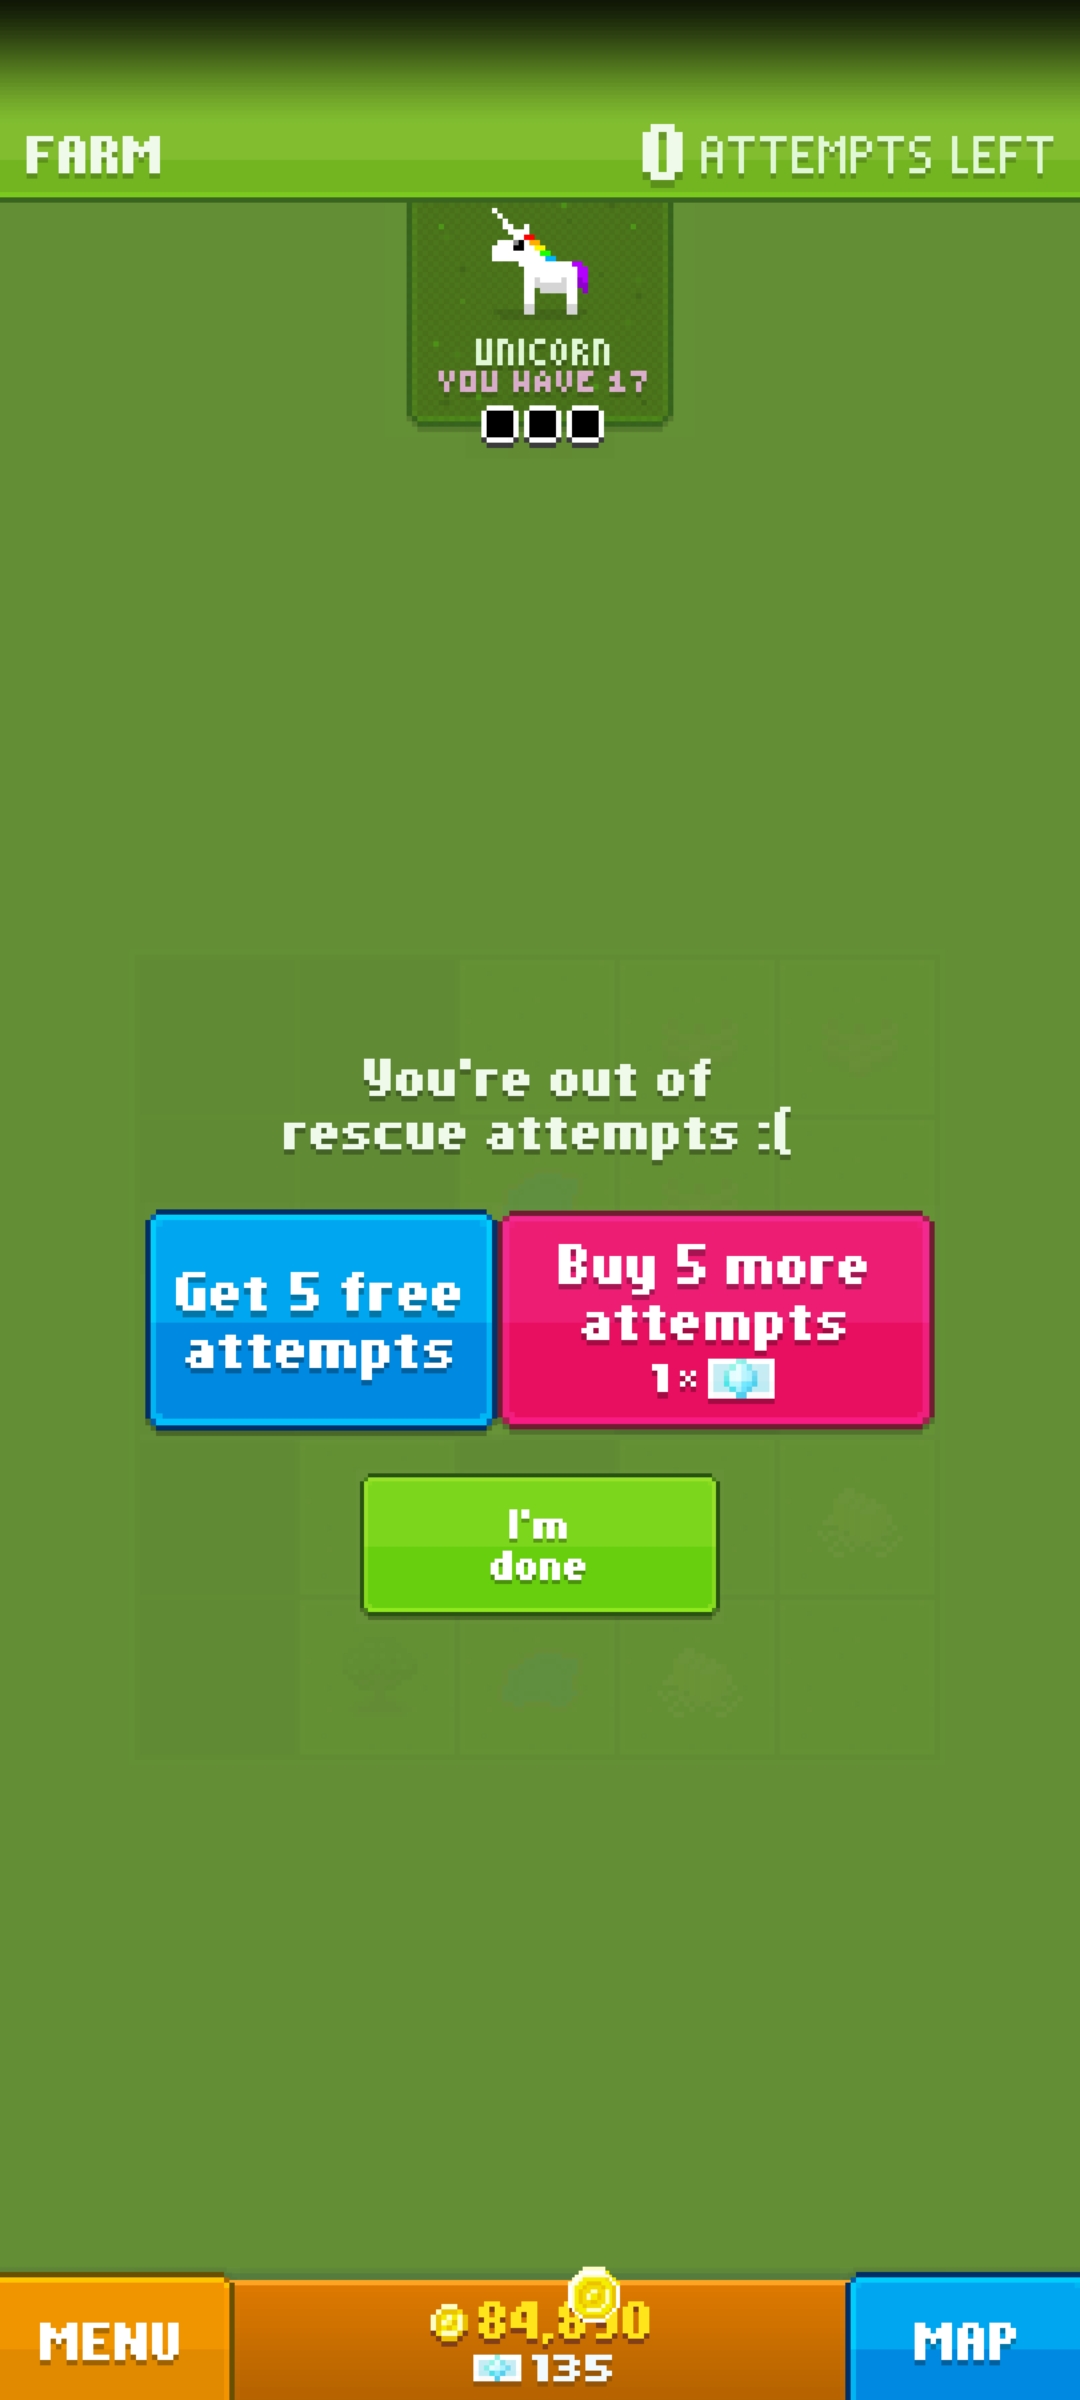 FARM
0 ATTEMPTS LEFT
UNICORN
YOU HAVE 17
You're out of
rescue attempts :(
Get 5 free
attempts
Buy 5 more
attempts
1×
I'm
done
MENU
135
MAP